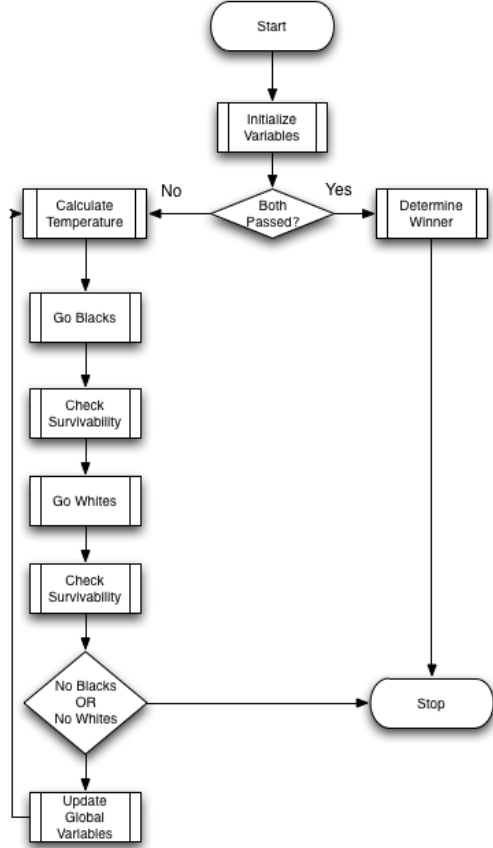 Start
Initialize
Variables
No
Yes
Calculate
Temperature
Both
Passed?
Determine
Winner
Go Blacks
Check
Survivability
Go Whites
Check
Survivability
No Blacks
OR
No Whites
Stop
Update
Global
Variables